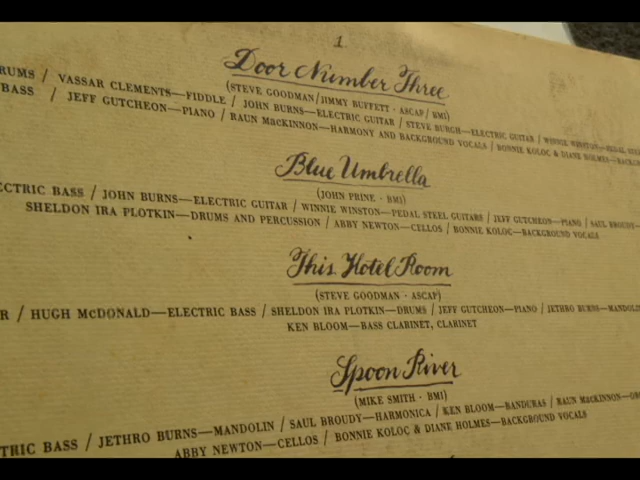 1.
Door Number Three
(STEVE GOODMAN/JIMMY BUFFETT - ASCAP/BMI)
RUMS / VASSAR CLEMENTS—FIDDLE / JOHN BURNS—ELECTRIC GUITAR / STEVE BURGH—ELECTRIC GUITAR / WINNIE WINSTON—PEDAL
BASS / JEFF GUTCHEON—PIANO / RAUN MacKINNON—HARMONY AND BACKGROUND VOCALS / BONNIE KOLOC & DIANE HOLMES—
Blue Umbrella
(JOHN PRINE - BMI)
ECTRIC BASS / JOHN BURNS—ELECTRIC GUITAR / WINNIE WINSTON—PEDAL STEEL GUITARS / JEFF GUTCHEON—PIANO / SAUL BROUDY—
SHELDON IRA PLOTKIN—DRUMS AND PERCUSSION / ABBY NEWTON—CELLOS / BONNIE KOLOC—BACKGROUND VOCALS
This Hotel Room
(STEVE GOODMAN - ASCAP)
R / HUGH McDONALD—ELECTRIC BASS / SHELDON IRA PLOTKIN—DRUMS / JEFF GUTCHEON—PIANO / JETHRO BURNS—MANDOLIN
KEN BLOOM—BASS CLARINET, CLARINET
Spoon River
(MIKE SMITH - BMI)
TRIC BASS / JETHRO BURNS—MANDOLIN / SAUL BROUDY—HARMONICA / KEN BLOOM—BANDURAS / RAUN MacKINNON—
ABBY NEWTON—CELLOS / BONNIE KOLOC & DIANE HOLMES—BACKGROUND VOCALS